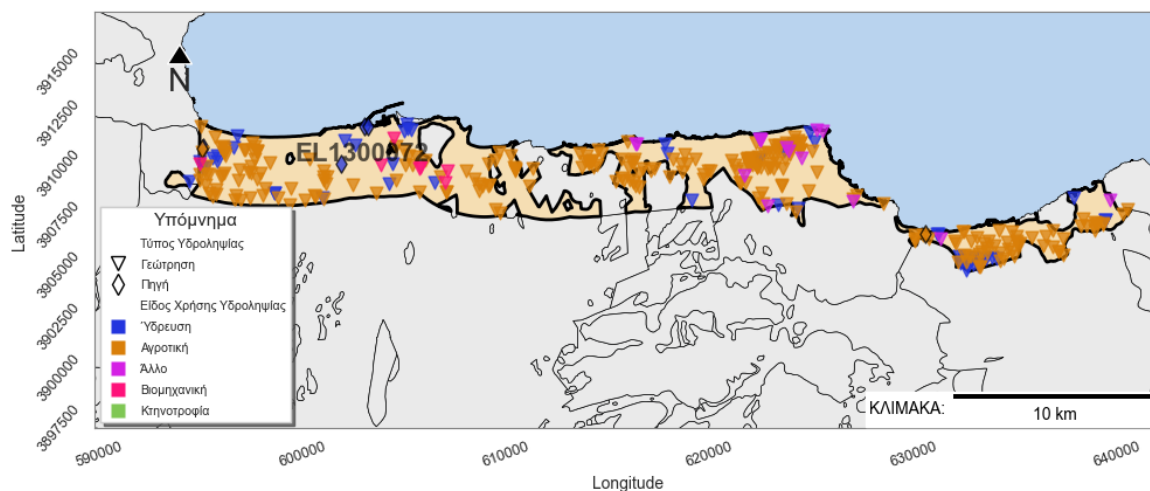 3915000
3912500
3910000
3907500
3905000
3902500
3900000
3897500
Latitude
N
EL1300072
Υπόμνημα
Τύπος Υδροληψίας
Γεώτρηση
Πηγή
Είδος Χρήσης Υδροληψίας
Ύδρευση
Αγροτική
Άλλο
Βιομηχανική
Κτηνοτροφία
ΚΛΙΜΑΚΑ:
10 km
590000
600000
610000
620000
630000
640000
Longitude